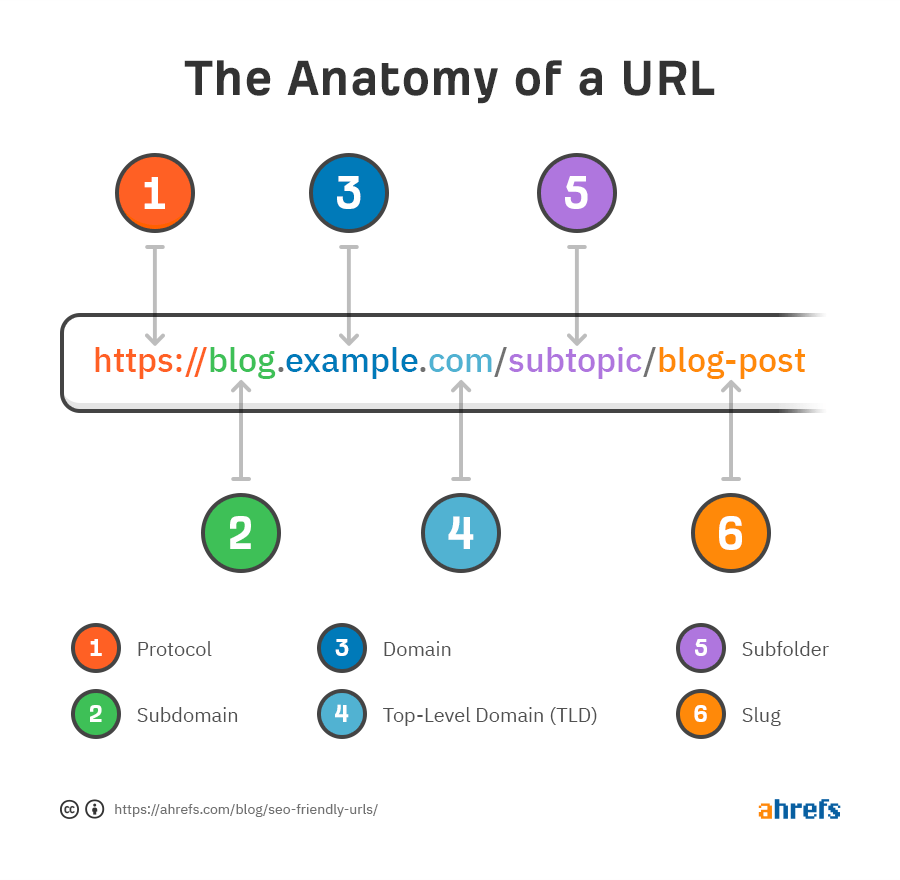 The Anatomy of a URL
1 3 5
https://blog.example.com/subtopic/blog-post
2 4 6
1 Protocol 3 Domain 5 Subfolder
2 Subdomain 4 Top-Level Domain (TLD) 6 Slug
cc https://ahrefs.com/blog/seo-friendly-urls/ ahrefs